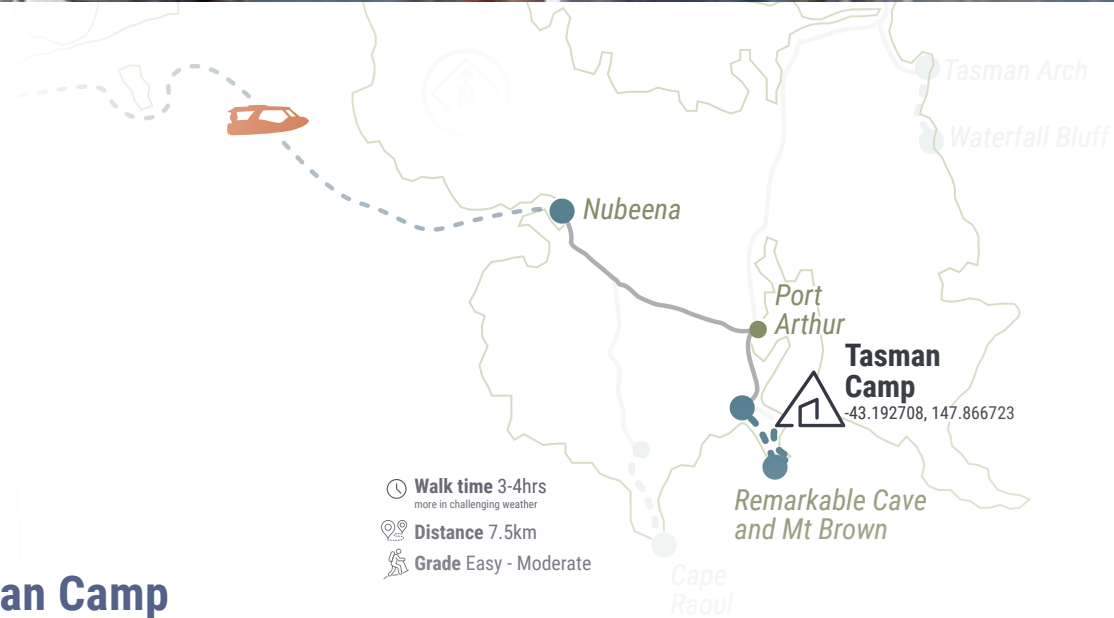 Tasman Arch
N
Waterfall Bluff
Nubeena
Port
Arthur
Tasman
Camp
-43.192708, 147.866723
Walk time 3-4hrs
more in challenging weather
Distance 7.5km
Grade Easy - Moderate
Remarkable Cave
and Mt Brown
Cape
Raoul
an Camp